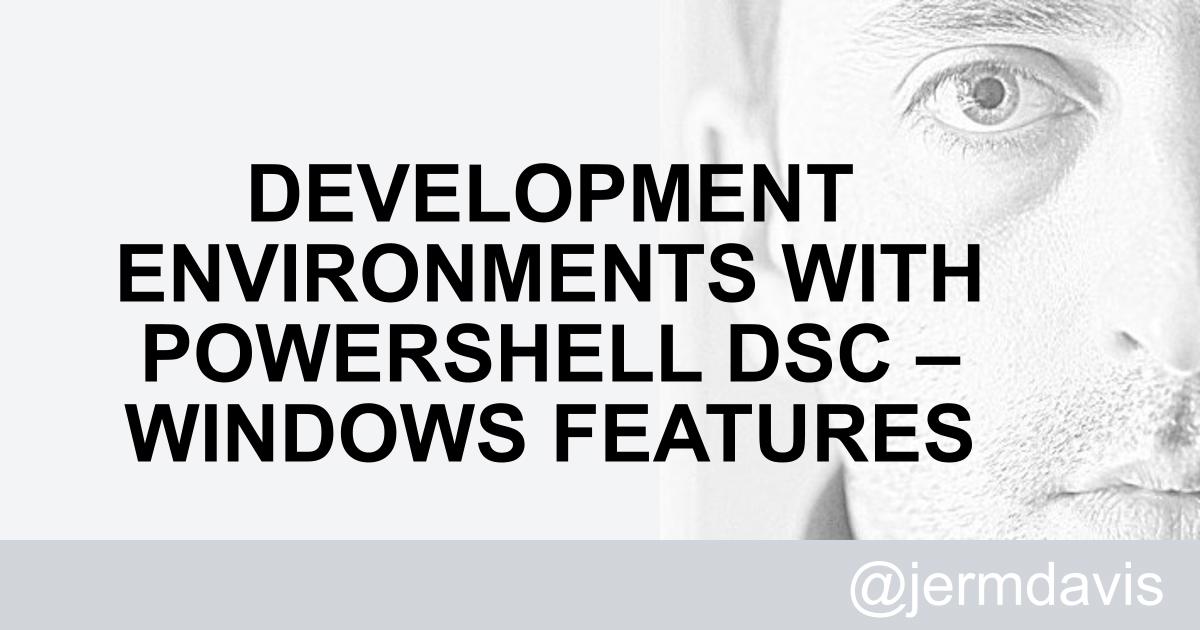 DEVELOPMENT
ENVIRONMENTS WITH
POWERSHELL DSC –
WINDOWS FEATURES
@jermdavis